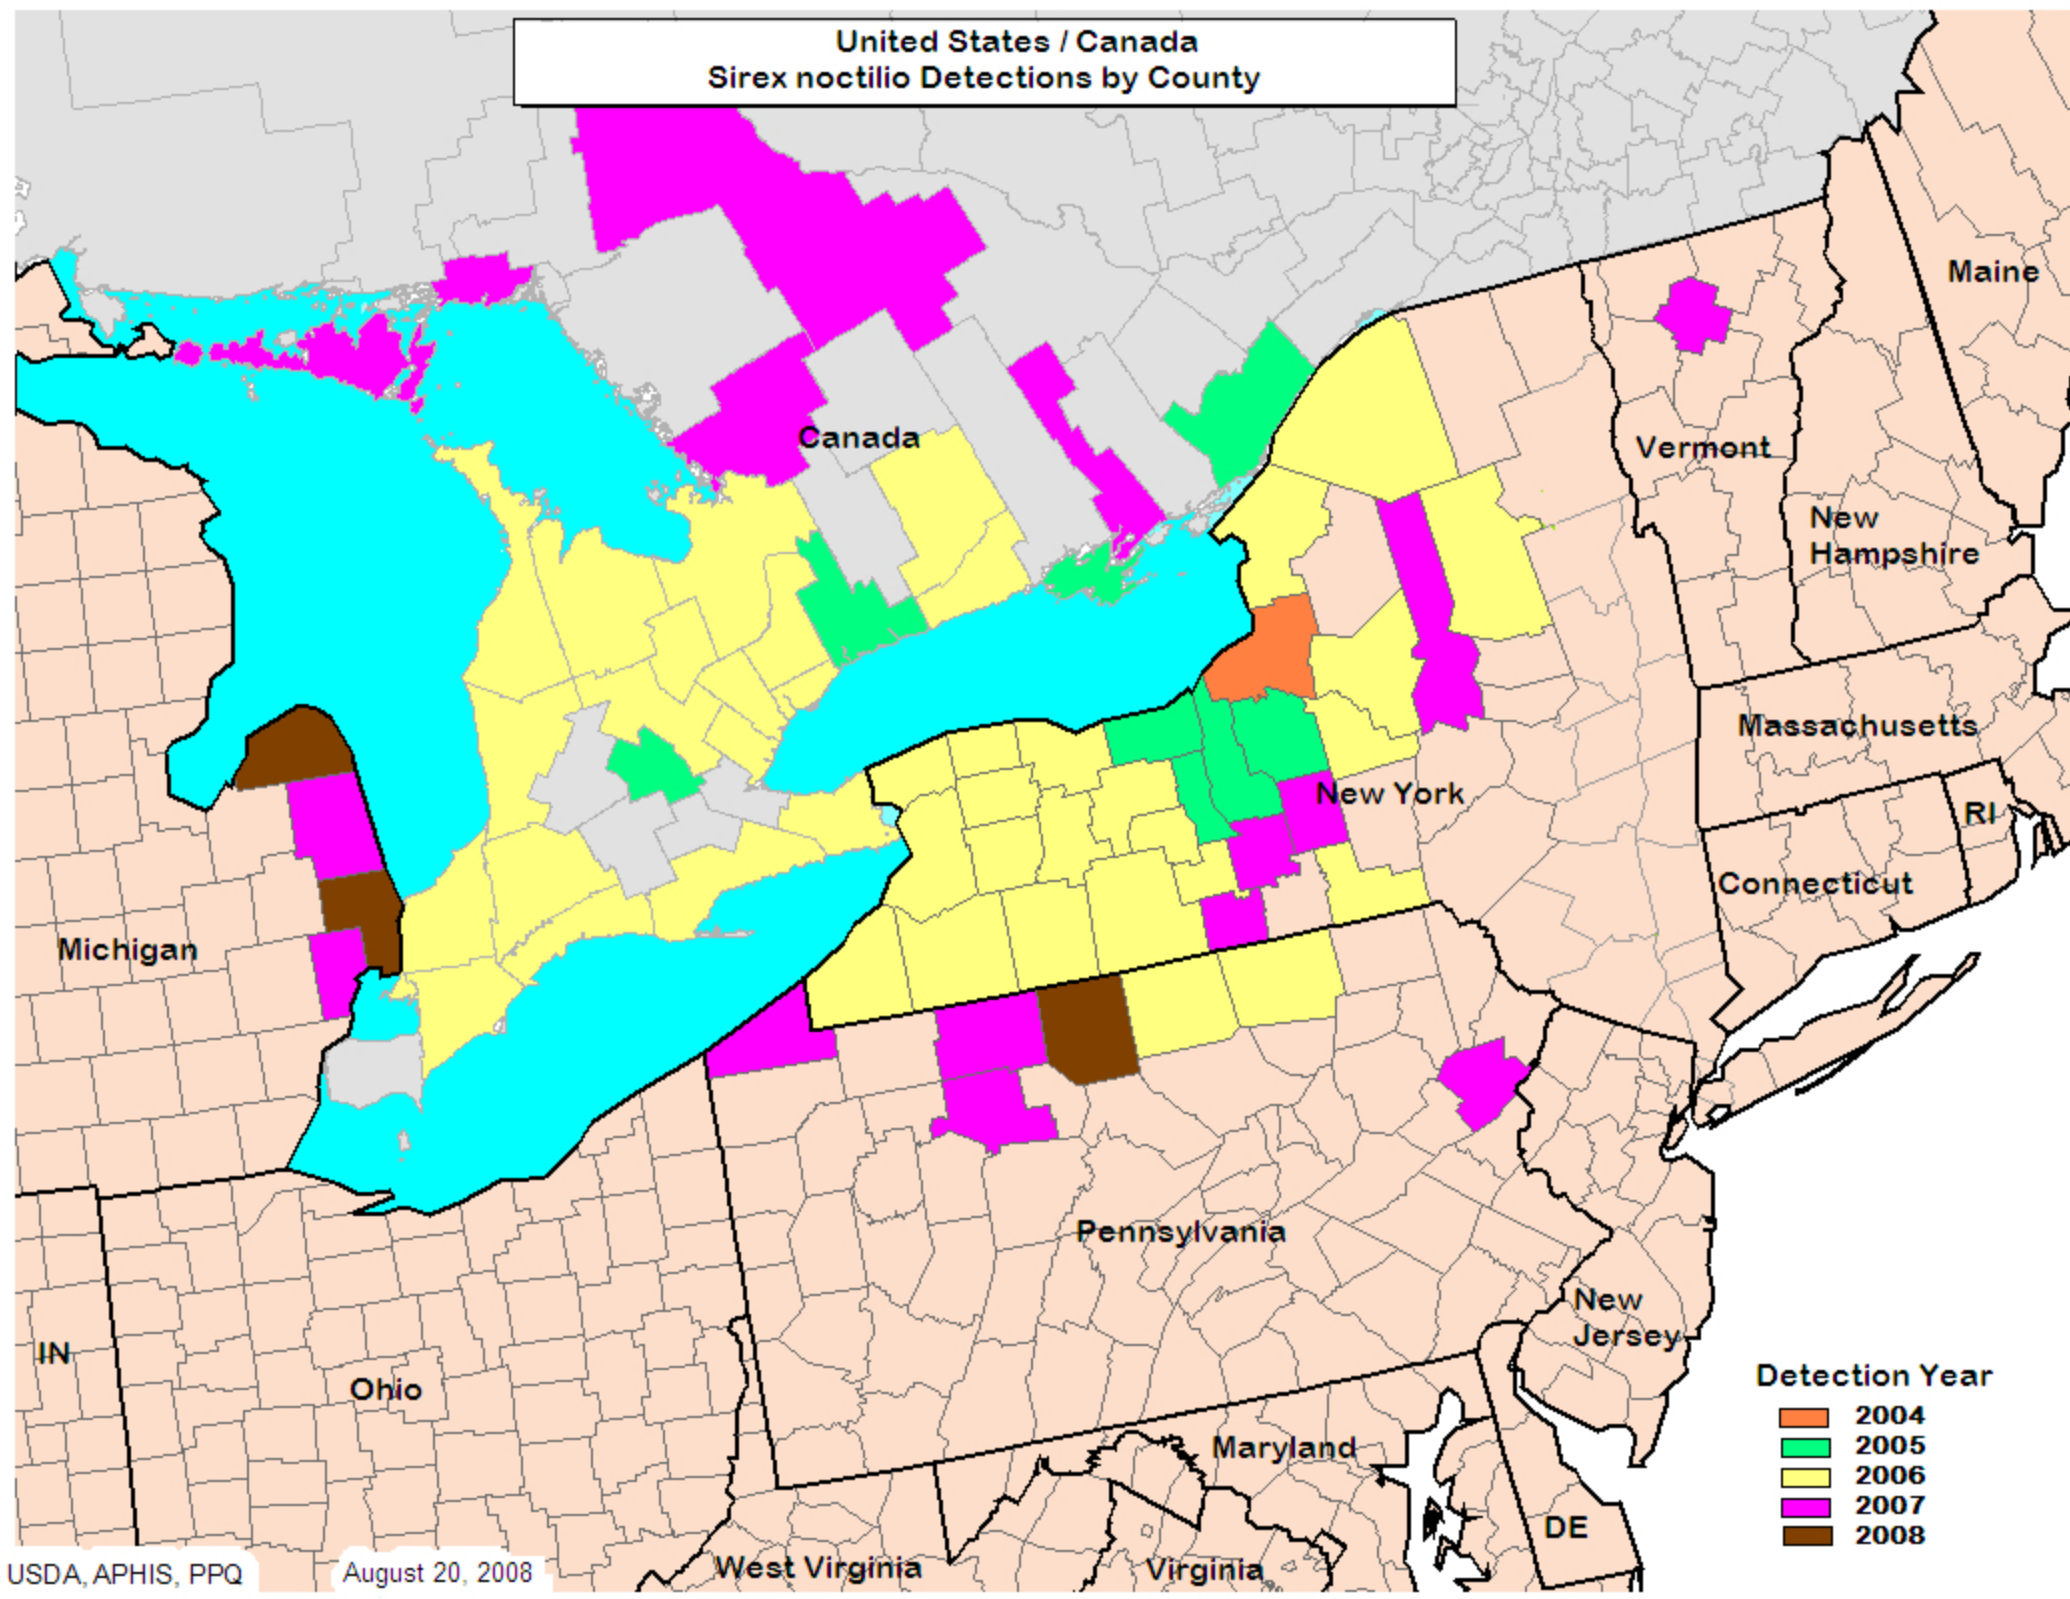 United States / Canada
Sirex noctilio Detections by County
Maine
Canada
Vermont
New
Hampshire
Massachusetts
New York
RI
Connecticut
Michigan
Pennsylvania
New
Jersey
IN
Ohio
Maryland
DE
West Virginia
Virginia
Detection Year
2004
2005
2006
2007
2008
USDA, APHIS, PPQ
August 20, 2008